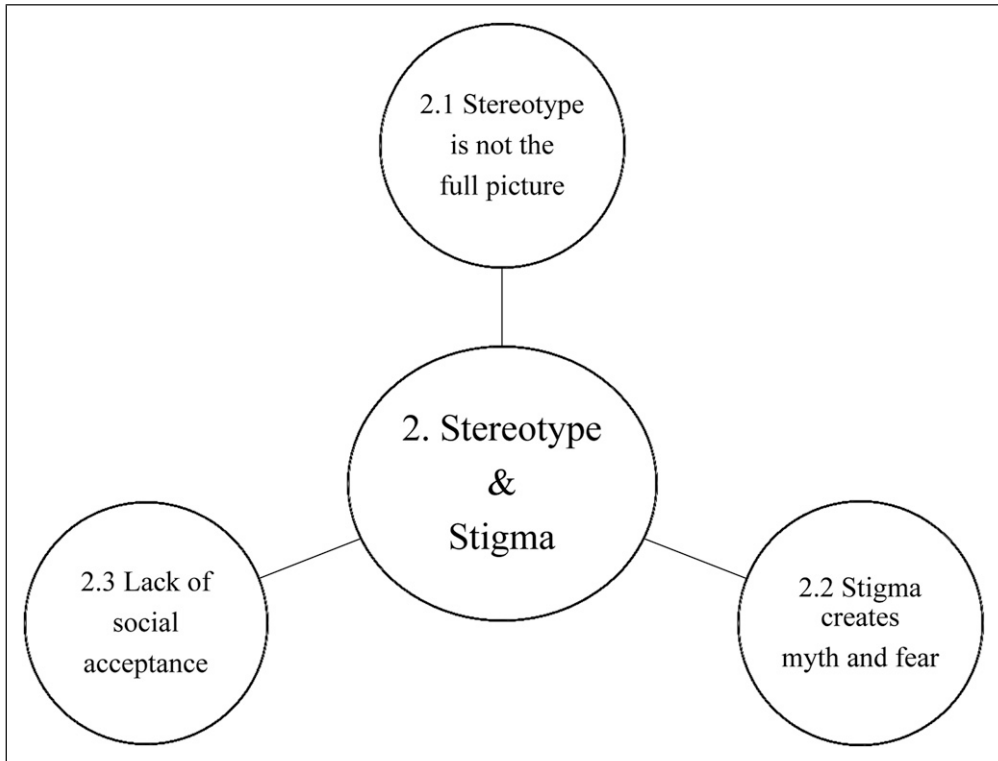 2.1 Stereotype
is not the
full picture
2. Stereotype
&
Stigma
2.3 Lack of
social
acceptance
2.2 Stigma
creates
myth and fear